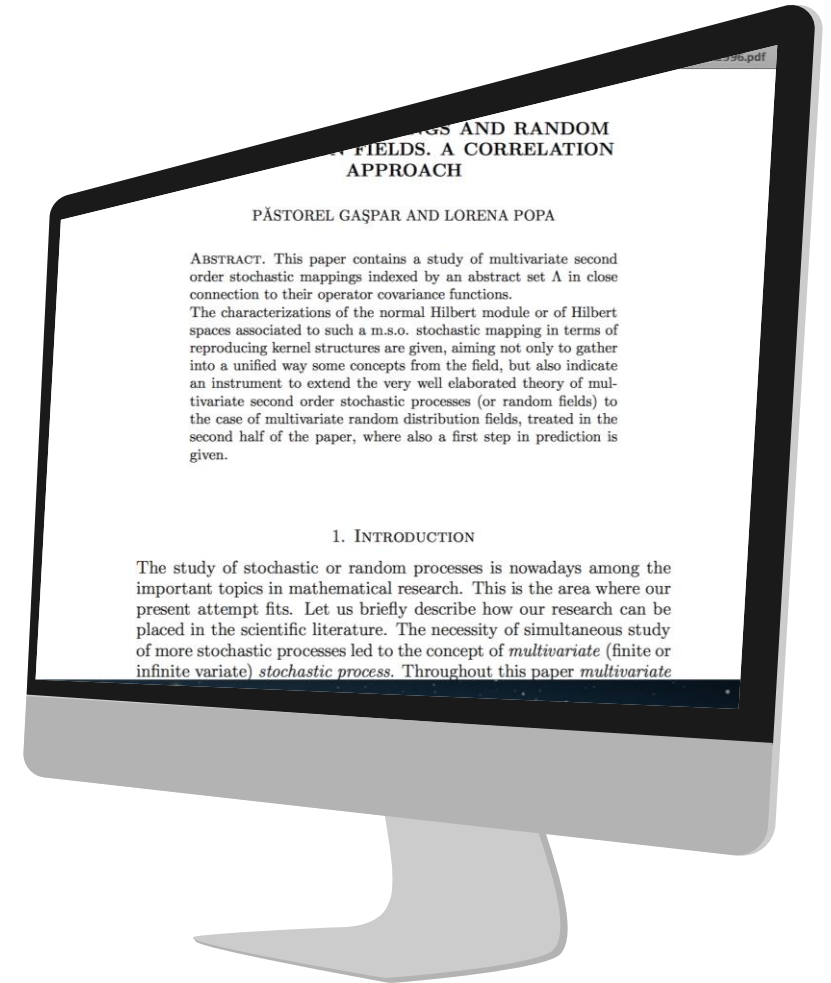 AND RANDOM
FIELDS. A CORRELATION
APPROACH
PĂSTOREL GAŞPAR AND LORENA POPA
ABSTRACT. This paper contains a study of multivariate second
order stochastic mappings indexed by an abstract set Λ in close
connection to their operator covariance functions.
The characterizations of the normal Hilbert module or of Hilbert
spaces associated to such a m.s.o. stochastic mapping in terms of
reproducing kernel structures are given, aiming not only to gather
into a unified way some concepts from the field, but also indicate
an instrument to extend the very well elaborated theory of mul-
tivariate second order stochastic processes (or random fields) to
the case of multivariate random distribution fields, treated in the
second half of the paper, where also a first step in prediction is
given.
1. INTRODUCTION
The study of stochastic or random processes is nowadays among the
important topics in mathematical research. This is the area where our
present attempt fits. Let us briefly describe how our research can be
placed in the scientific literature. The necessity of simultaneous study
of more stochastic processes led to the concept of multivariate (finite or
infinite variate) stochastic process. Throughout this paper multivariate